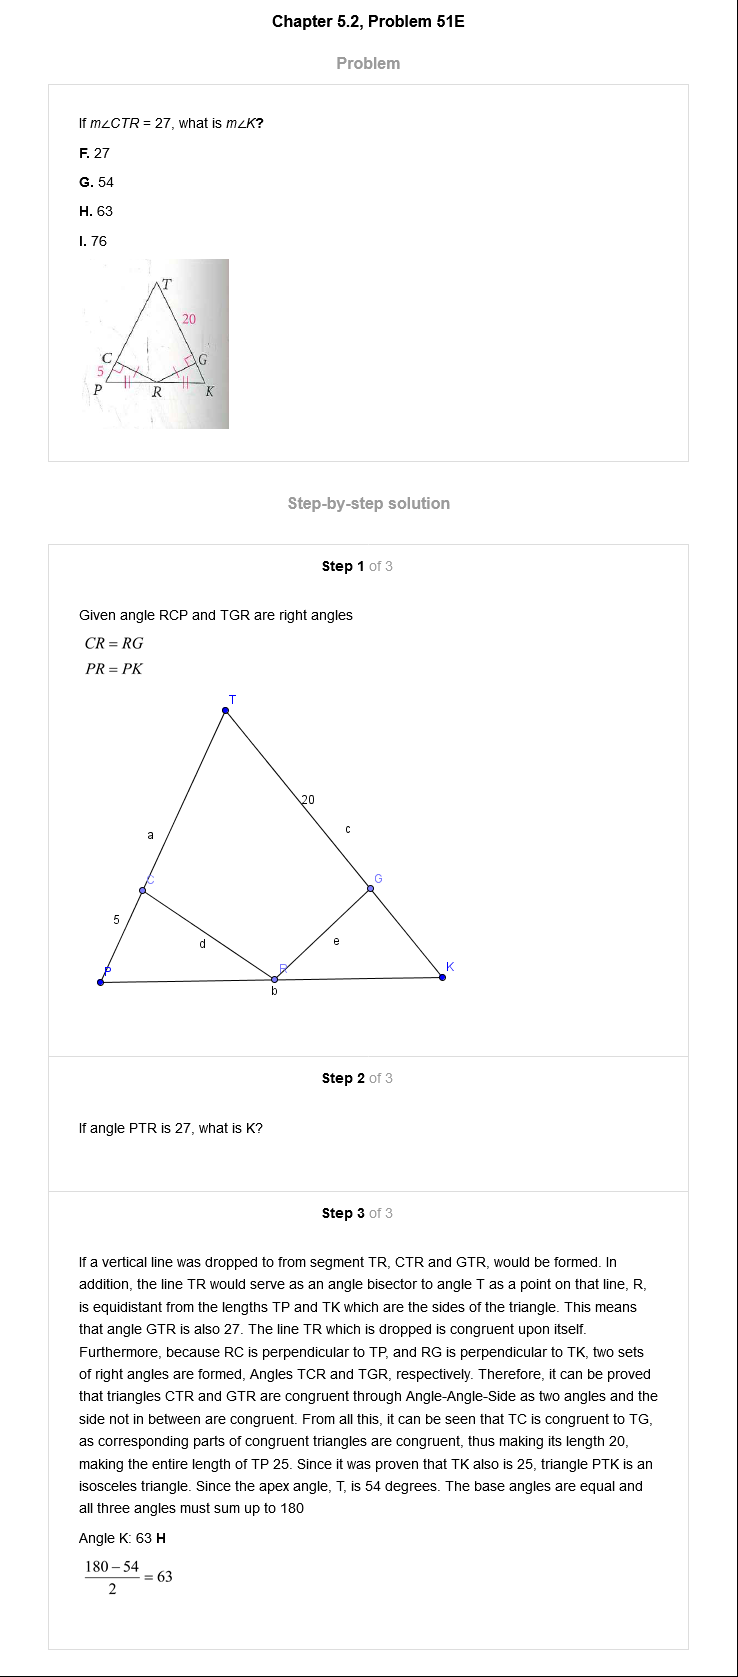 Chapter 5.2, Problem 51E
Problem
If m∠CTR = 27, what is m∠K?
F. 27
G. 54
H. 63
I. 76
T
20
C
G
5
P
R
K
Step-by-step solution
Step 1 of 3
Given angle RCP and TGR are right angles
CR = RG
PR = PK
T
20
c
a
C
G
5
d
e
P
R
K
b
Step 2 of 3
If angle PTR is 27, what is K?
Step 3 of 3
If a vertical line was dropped to from segment TR, CTR and GTR, would be formed. In
addition, the line TR would serve as an angle bisector to angle T as a point on that line, R,
is equidistant from the lengths TP and TK which are the sides of the triangle. This means
that angle GTR is also 27. The line TR which is dropped is congruent upon itself.
Furthermore, because RC is perpendicular to TP, and RG is perpendicular to TK, two sets
of right angles are formed, Angles TCR and TGR, respectively. Therefore, it can be proved
that triangles CTR and GTR are congruent through Angle-Angle-Side as two angles and the
side not in between are congruent. From all this, it can be seen that TC is congruent to TG,
as corresponding parts of congruent triangles are congruent, thus making its length 20,
making the entire length of TP 25. Since it was proven that TK also is 25, triangle PTK is an
isosceles triangle. Since the apex angle, T, is 54 degrees. The base angles are equal and
all three angles must sum up to 180
Angle K: 63 H
180 – 54
2
= 63